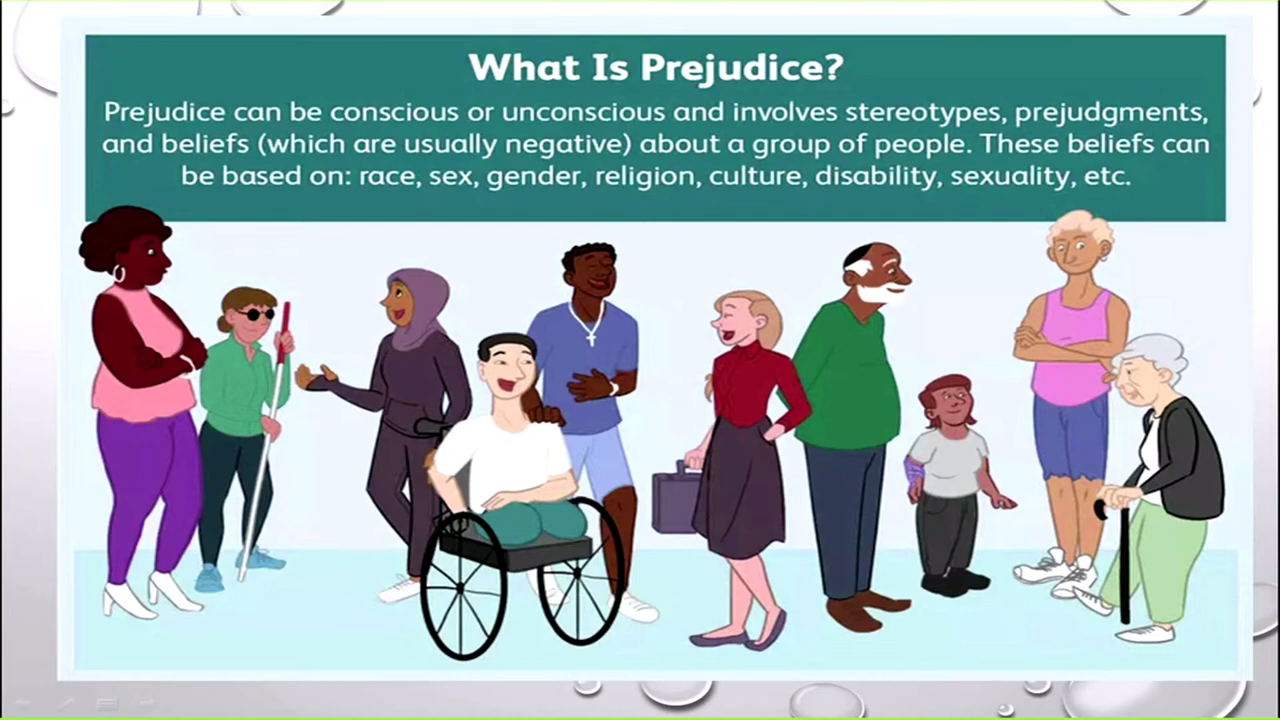 What Is Prejudice?
Prejudice can be conscious or unconscious and involves stereotypes, prejudgments,
and beliefs (which are usually negative) about a group of people. These beliefs can
be based on: race, sex, gender, religion, culture, disability, sexuality, etc.